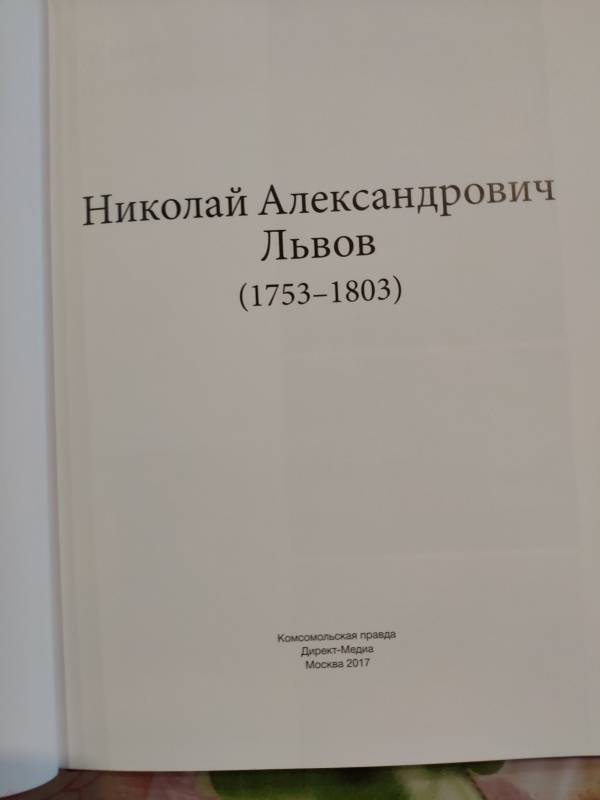 Николай Александрович
Львов
(1753–1803)
Комсомольская правда
Директ-Медиа
Москва 2017